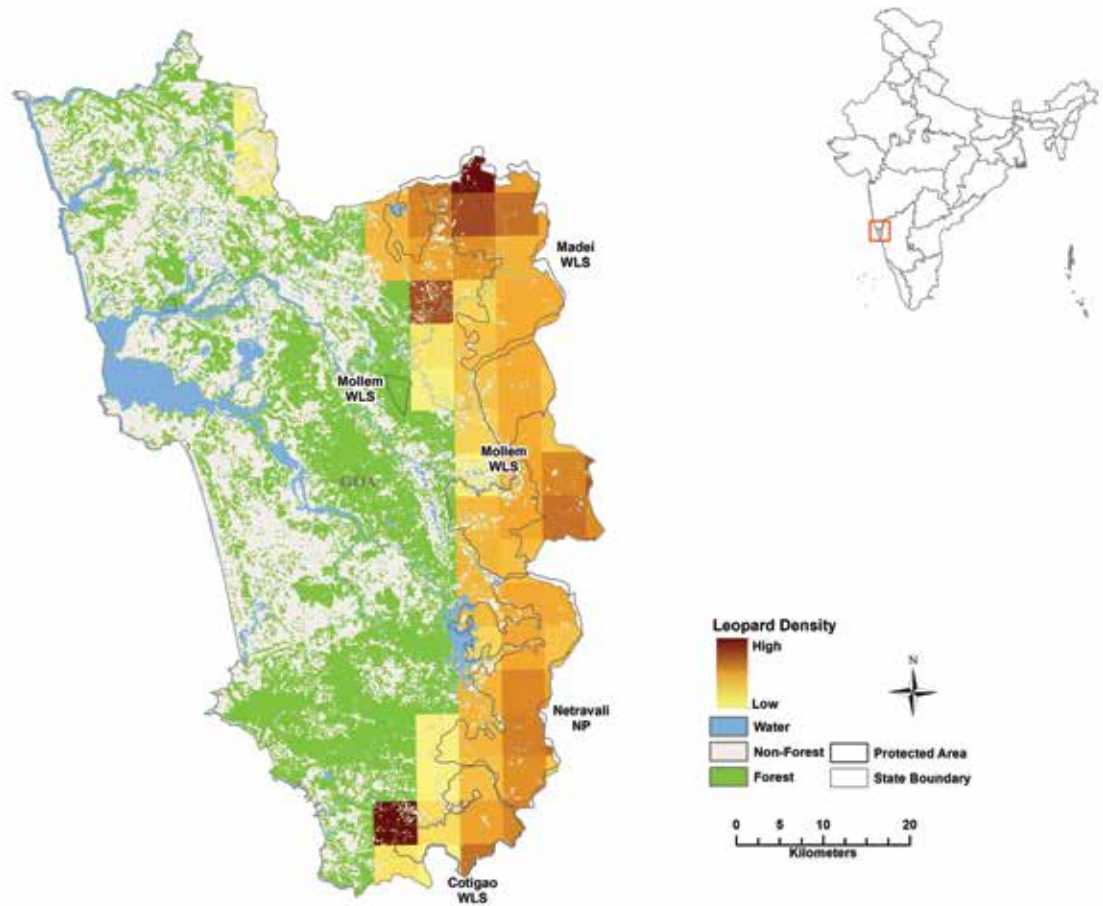 Madei
WLS
Mollem
WLS
Mollem
WLS
GOA
Netravali
NP
Cotigao
WLS
Leopard Density
High
Low
Water
Non-Forest
Forest
Protected Area
State Boundary
N
0 5 10 20
Kilometers